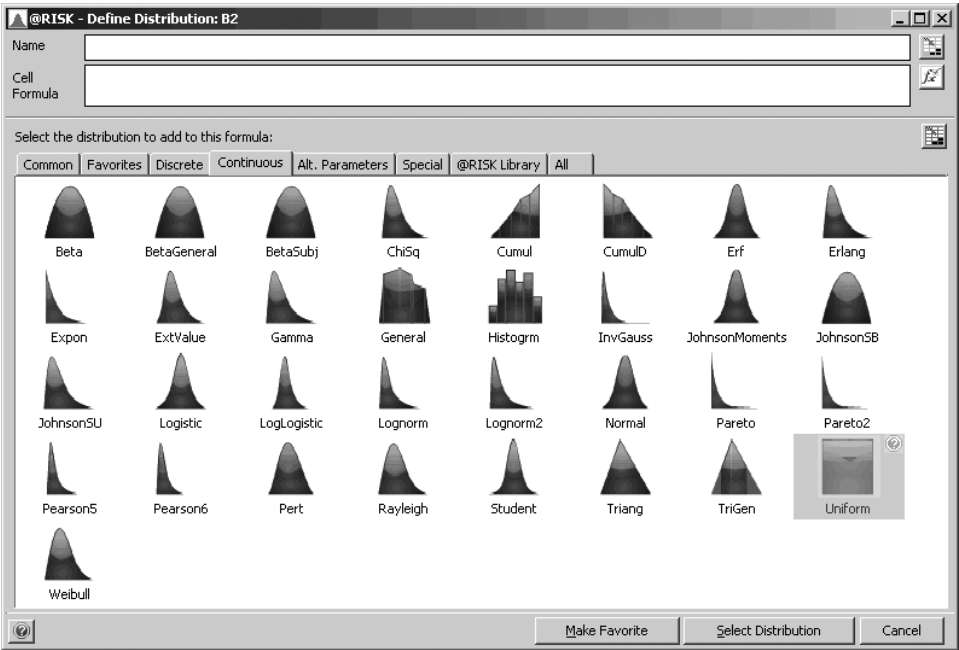 @RISK - Define Distribution: B2
Name
Cell
Formula
Select the distribution to add to this formula:
Common Favorites Discrete Continuous Alt. Parameters Special @RISK Library All
Beta BetaGeneral BetaSubj ChiSq Cumul CumulD Erf Erlang
Expon ExtValue Gamma General Histogrm InvGauss JohnsonMoments JohnsonSB
JohnsonSU Logistic LogLogistic Lognorm Lognorm2 Normal Pareto Pareto2
Pearson5 Pearson6 Pert Rayleigh Student Triang TriGen Uniform
Weibull
Make Favorite Select Distribution Cancel